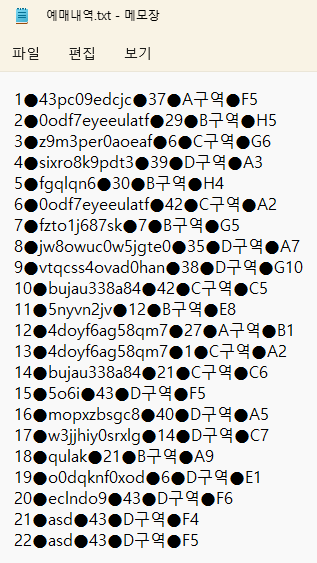 예매내역.txt - 메모장
파일 편집 보기
1●43pc09edcjc●37●A구역●F5
2●0odf7eyeeulatf●29●B구역●H5
3●z9m3per0aoeaf●6●C구역●G6
4●sixro8k9pdt3●39●D구역●A3
5●fgqlqn6●30●B구역●H4
6●0odf7eyeeulatf●42●C구역●A2
7●fzto1j687sk●7●B구역●G5
8●jw8owuc0w5jgte0●35●D구역●A7
9●vtqcss4ovad0han●38●D구역●G10
10●bujau338a84●42●C구역●C5
11●5nyvn2jv●12●B구역●E8
12●4doyf6ag58qm7●27●A구역●B1
13●4doyf6ag58qm7●1●C구역●A2
14●bujau338a84●21●C구역●C6
15●5o6i●43●D구역●F5
16●mopxzbsgc8●40●D구역●A5
17●w3jjhiy0srxlg●14●D구역●C7
18●qulak●21●B구역●A9
19●o0dqknf0xod●6●D구역●E1
20●eclndo9●43●D구역●F6
21●asd●43●D구역●F4
22●asd●43●D구역●F5